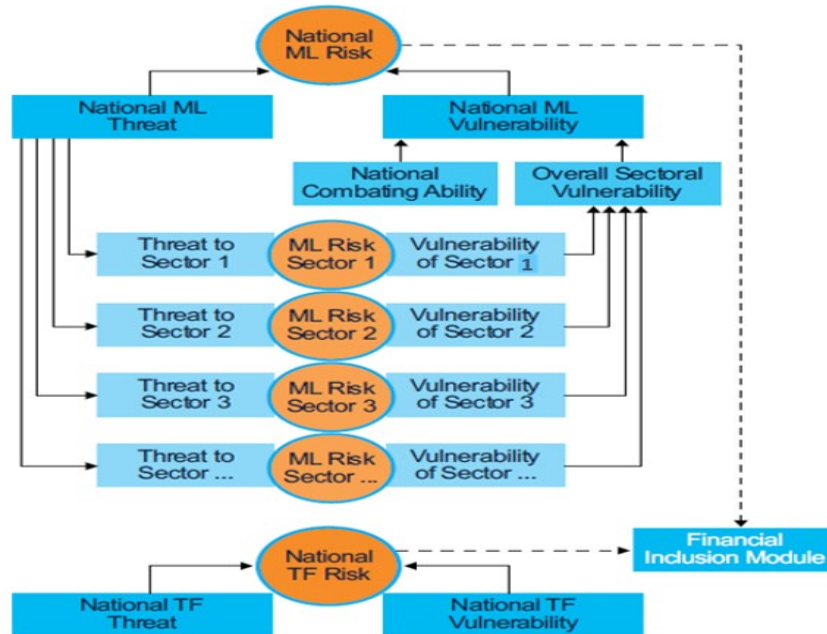 National
ML Risk
National ML
Threat
National ML
Vulnerability
National
Combating Ability
Overall Sectoral
Vulnerability
Threat to
Sector 1
ML Risk
Sector 1
Vulnerability
of Sector 1
Threat to
Sector 2
ML Risk
Sector 2
Vulnerability
of Sector 2
Threat to
Sector 3
ML Risk
Sector 3
Vulnerability
of Sector 3
Threat to
Sector ...
ML Risk
Sector ...
Vulnerability
of Sector ...
National
TF Risk
Financial
Inclusion Module
National TF
Threat
National TF
Vulnerability